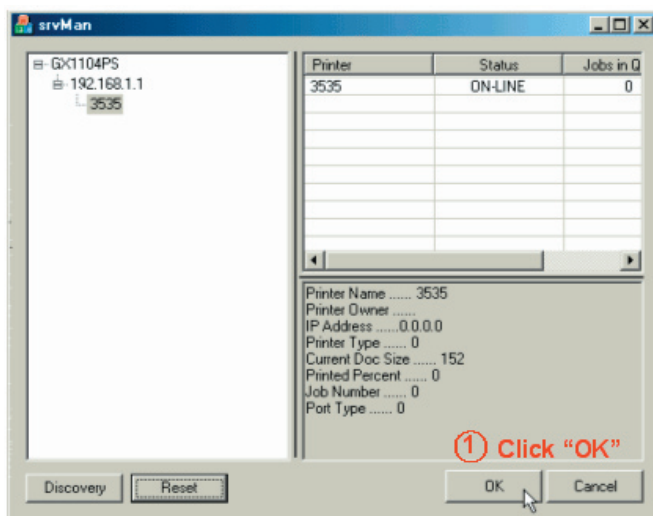 srvMan
GX1104PS
192.168.1.1
3535
Printer Status Jobs in Q
3535 ON-LINE 0
Printer Name ...... 3535
Printer Owner ......
IP Address ......0.0.0.0
Printer Type ...... 0
Current Doc Size ...... 152
Printed Percent ...... 0
Job Number ...... 0
Port Type ...... 0
1 Click “OK”
Discovery Reset OK Cancel